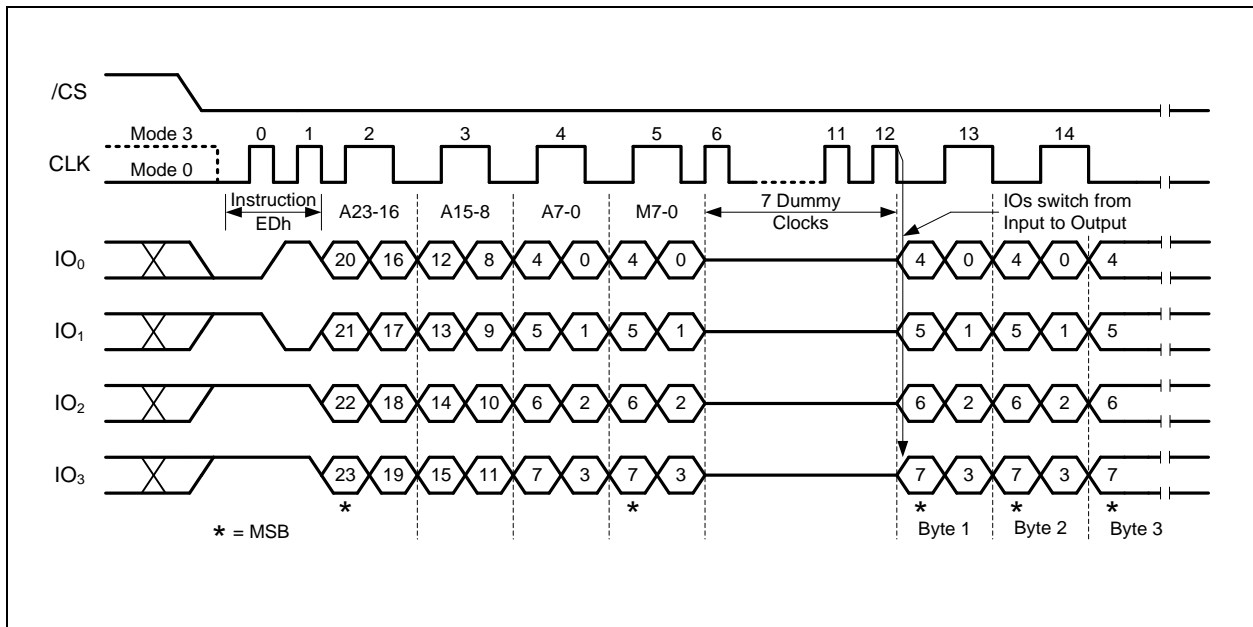 /CS
Mode 3 0 1 2 3 4 5 6 11 12 13 14
CLK
Mode 0
Instruction EDh A23-16 A15-8 A7-0 M7-0 7 Dummy Clocks IOs switch from Input to Output
IO0 20 16 12 8 4 0 4 0 4 0 4 0 4
IO1 21 17 13 9 5 1 5 1 5 1 5 1 5
IO2 22 18 14 10 6 2 6 2 6 2 6 2 6
IO3 23 19 15 11 7 3 7 3 7 3 7 3 7
* * * * *
* = MSB Byte 1 Byte 2 Byte 3